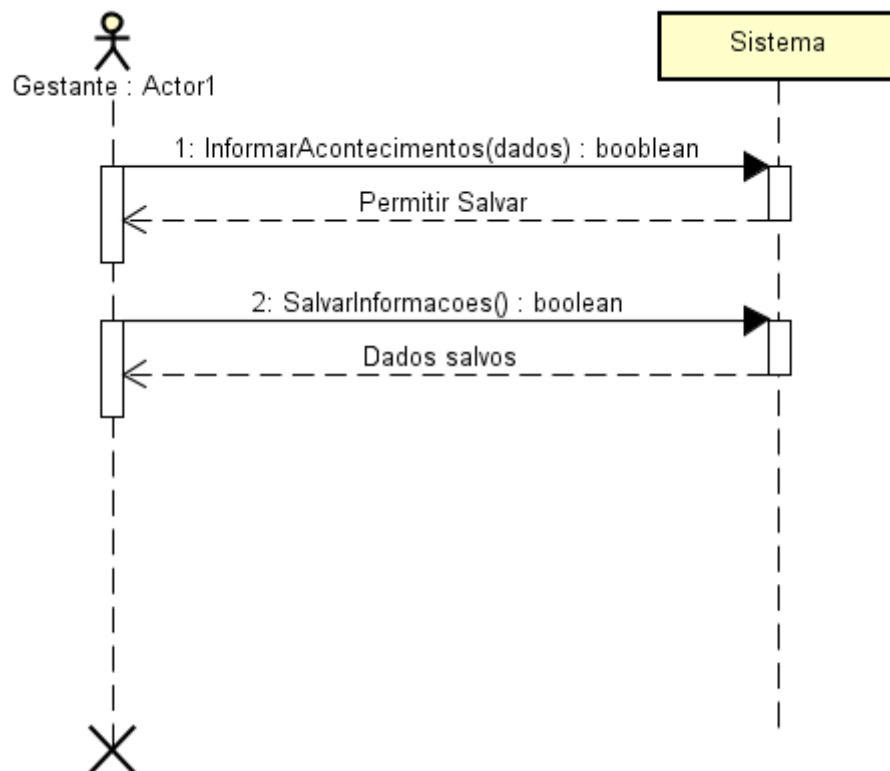 Sistema
Gestante : Actor1
1: InformarAcontecimentos(dados) : booblean
Permitir Salvar
2: SalvarInformacoes() : boolean
Dados salvos